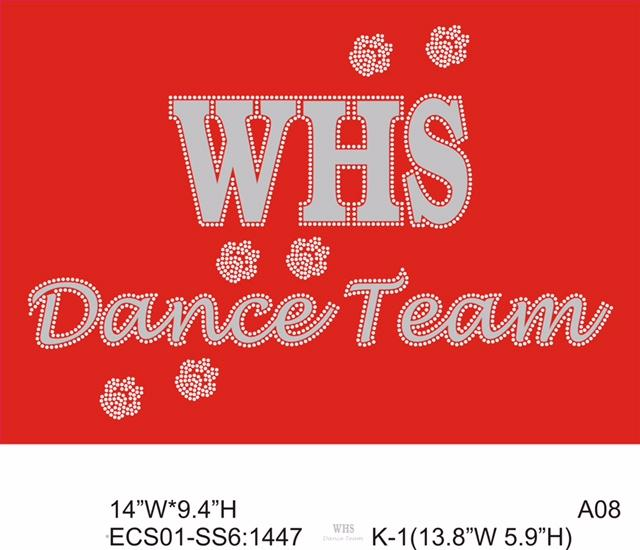 WHS
Dance Team
14”W*9.4”H A08
ECS01-SS6:1447 WHS K-1(13.8”W 5.9”H)
Dance Team